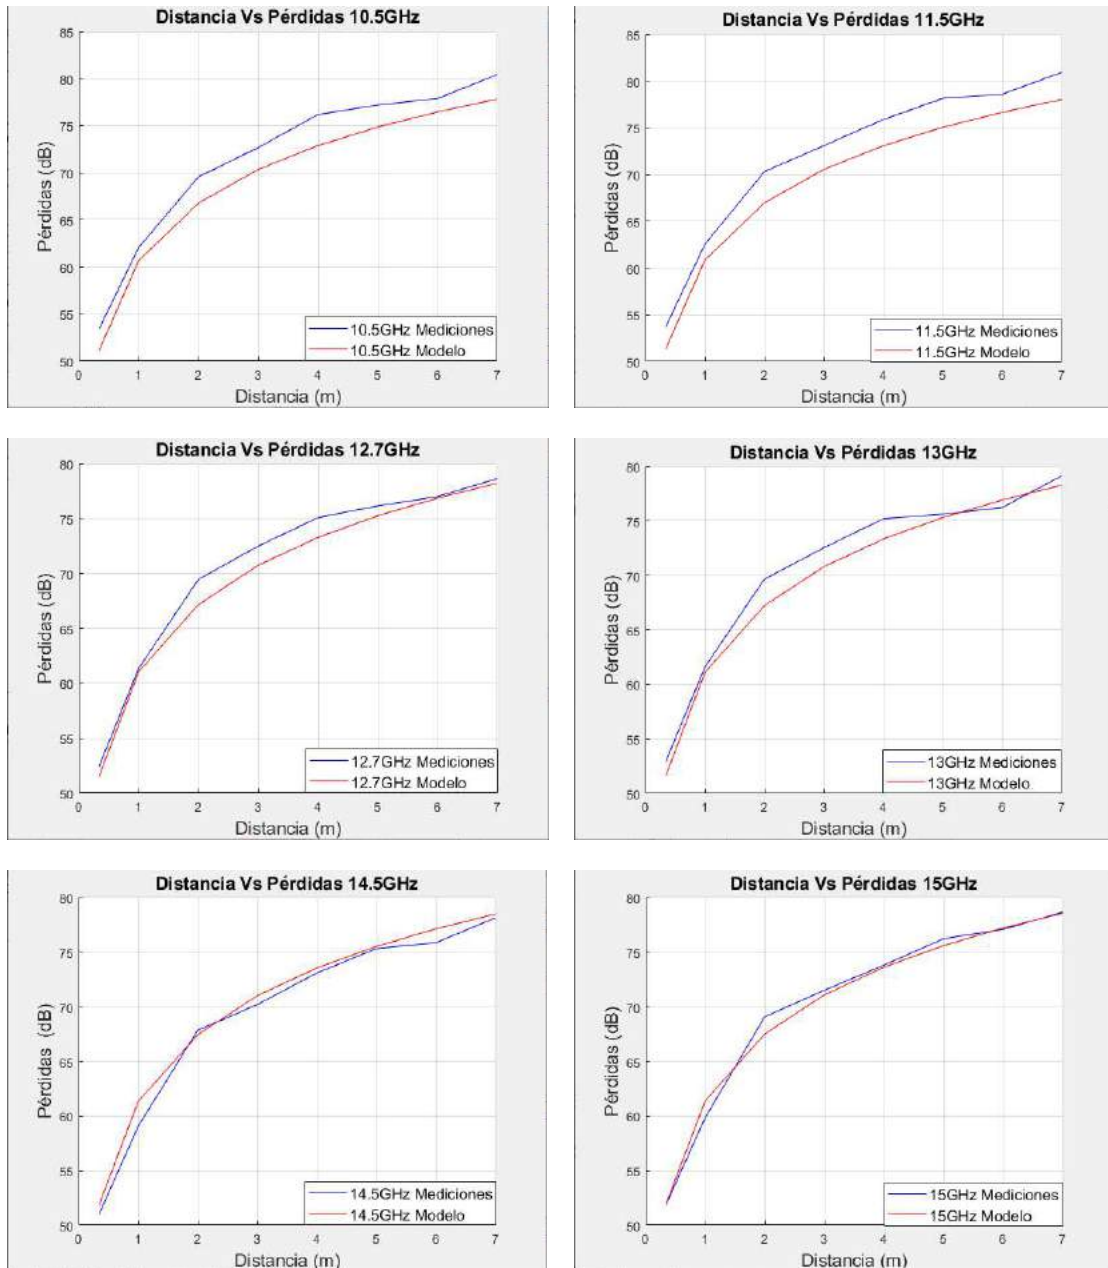 Distancia Vs Pérdidas 10.5GHz
Pérdidas (dB)
85
80
75
70
65
60
55
50
0 1 2 3 4 5 6 7
Distancia (m)
10.5GHz Mediciones
10.5GHz Modelo
Distancia Vs Pérdidas 11.5GHz
Pérdidas (dB)
85
80
75
70
65
60
55
50
0 1 2 3 4 5 6 7
Distancia (m)
11.5GHz Mediciones
11.5GHz Modelo
Distancia Vs Pérdidas 12.7GHz
Pérdidas (dB)
80
75
70
65
60
55
50
0 1 2 3 4 5 6 7
Distancia (m)
12.7GHz Mediciones
12.7GHz Modelo
Distancia Vs Pérdidas 13GHz
Pérdidas (dB)
80
75
70
65
60
55
50
0 1 2 3 4 5 6 7
Distancia (m)
13GHz Mediciones
13GHz Modelo
Distancia Vs Pérdidas 14.5GHz
Pérdidas (dB)
80
75
70
65
60
55
50
0 1 2 3 4 5 6 7
Distancia (m)
14.5GHz Mediciones
14.5GHz Modelo
Distancia Vs Pérdidas 15GHz
Pérdidas (dB)
80
75
70
65
60
55
50
0 1 2 3 4 5 6 7
Distancia (m)
15GHz Mediciones
15GHz Modelo